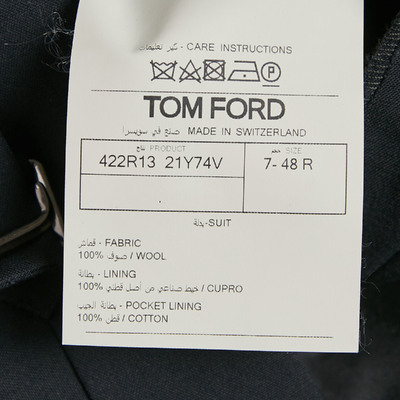 سير تعليمات - CARE INSTRUCTIONS
P
TOM FORD
صنع في سويسرا MADE IN SWITZERLAND
منتج PRODUCT حجم SIZE
422R13 21Y74V 7- 48 R
بدلة-SUIT
قماش - FABRIC
100% صوف / WOOL
بطانة - LINING
100% خيط صناعي من أصل قطني / CUPRO
بطانة الجيب - POCKET LINING
100% قطن / COTTON